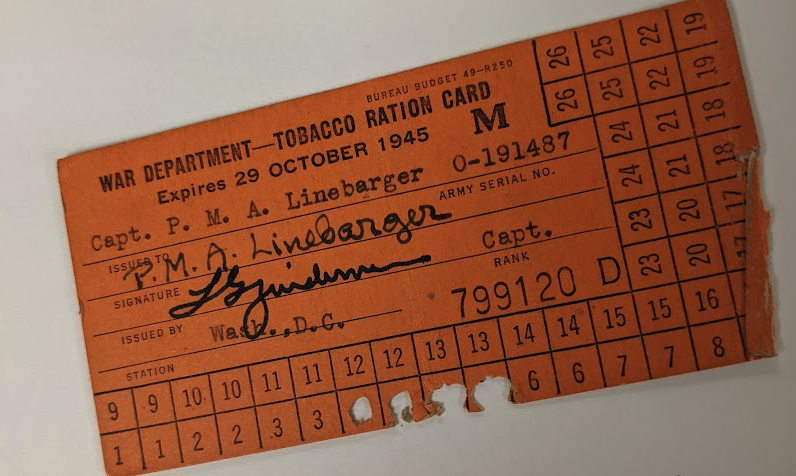 BUREAU BUDGET 49-R250
WAR DEPARTMENT—TOBACCO RATION CARD
Expires 29 OCTOBER 1945 M
Capt. P. M. A. Linebarger O-191487
ISSUED TO ARMY SERIAL NO.
P.M.A. Linebarger Capt.
SIGNATURE RANK
ISSUED BY 799120 D
Wash.,D.C.
STATION
26 25 22 19
26 25 22 19
24 21 18
24 21 18
23 20 17
23 20 17
9 9 10 10 11 11 12 12 13 13 14 14 15 15 16
1 1 2 2 3 3 6 6 7 7 8